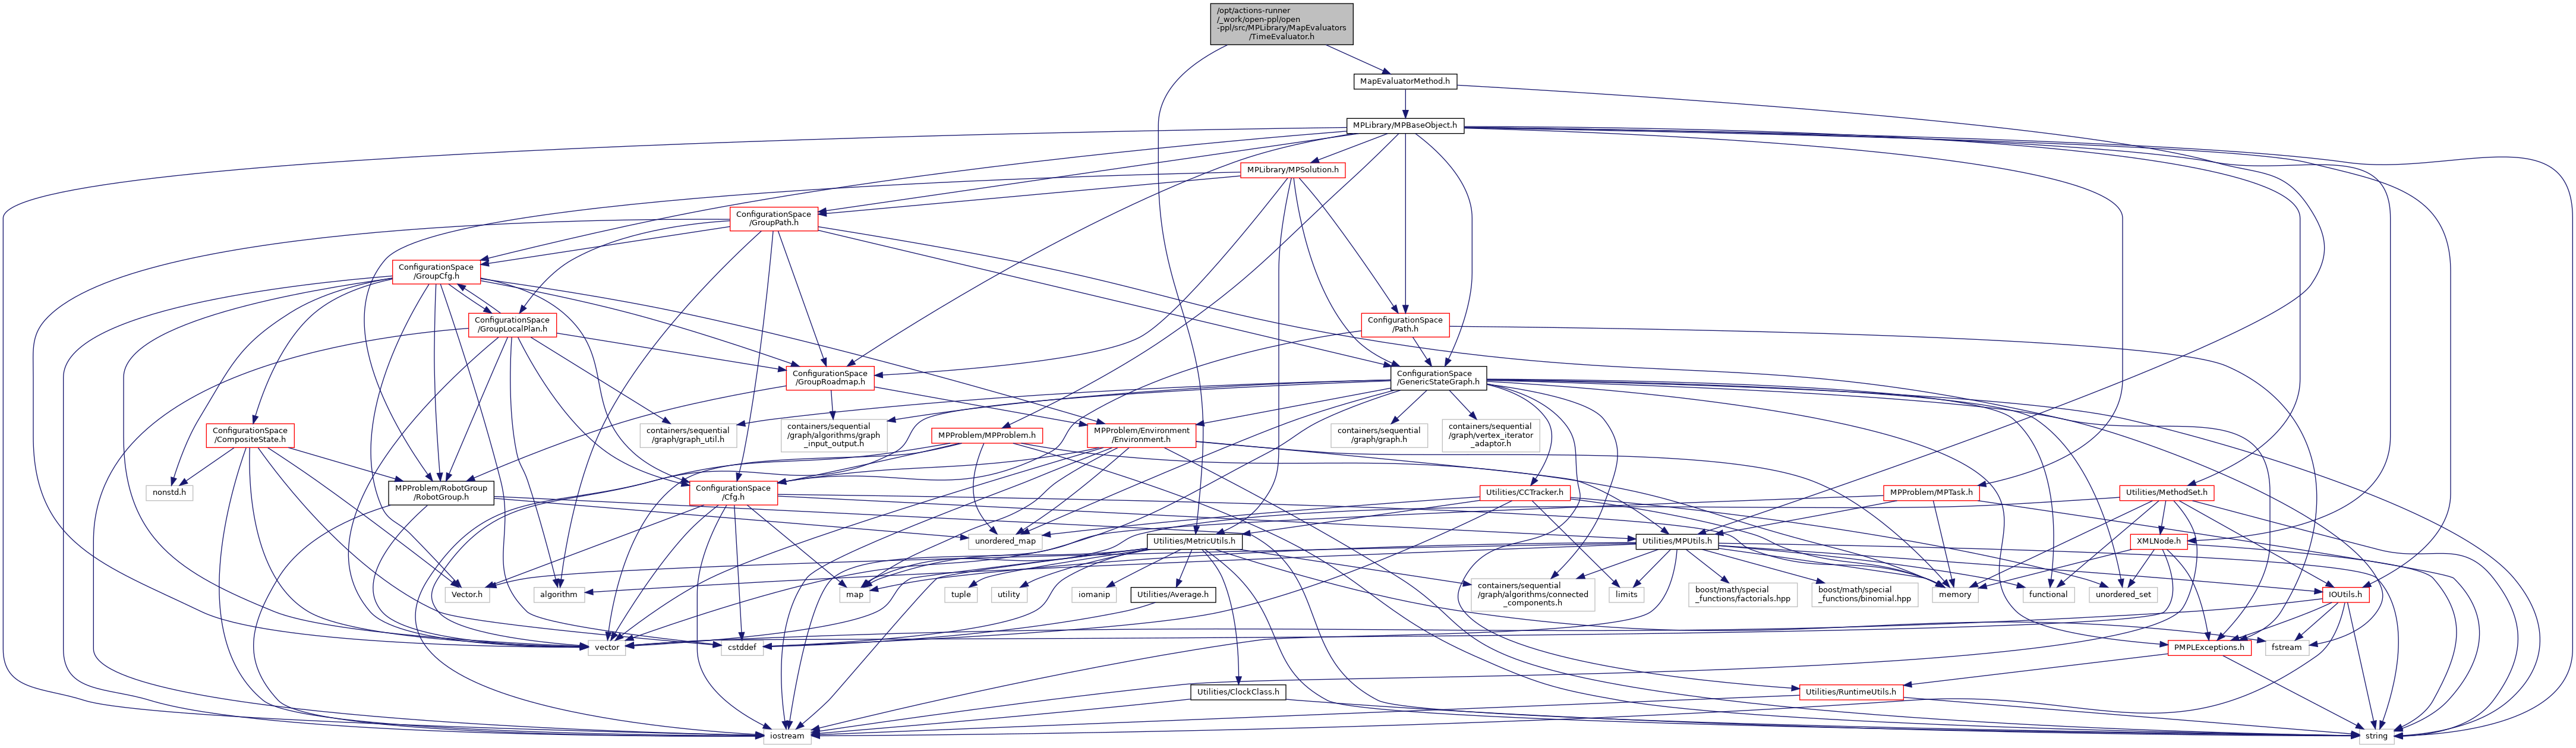 /opt/actions-runner
/_work/open-ppl/open
-ppl/src/MPLibrary/MapEvaluators
/TimeEvaluator.h
MapEvaluatorMethod.h
MPLibrary/MPBaseObject.h
MPLibrary/MPSolution.h
ConfigurationSpace
/GroupPath.h
ConfigurationSpace
/GroupCfg.h
ConfigurationSpace
/GroupLocalPlan.h
ConfigurationSpace
/Path.h
ConfigurationSpace
/GroupRoadmap.h
ConfigurationSpace
/GenericStateGraph.h
ConfigurationSpace
/CompositeState.h
containers/sequential
/graph/graph_util.h
containers/sequential
/graph/algorithms/graph
_input_output.h
MPProblem/MPProblem.h
MPProblem/Environment
/Environment.h
containers/sequential
/graph/graph.h
containers/sequential
/graph/vertex_iterator
_adaptor.h
nonstd.h
MPProblem/RobotGroup
/RobotGroup.h
ConfigurationSpace
/Cfg.h
Utilities/CCTracker.h
MPProblem/MPTask.h
Utilities/MethodSet.h
unordered_map
Utilities/MetricUtils.h
Utilities/MPUtils.h
XMLNode.h
Vector.h
algorithm
map
tuple
utility
iomanip
Utilities/Average.h
containers/sequential
/graph/algorithms/connected
_components.h
limits
boost/math/special
_functions/factorials.hpp
boost/math/special
_functions/binomial.hpp
memory
functional
unordered_set
IOUtils.h
vector
cstddef
PMPLExceptions.h
fstream
Utilities/ClockClass.h
Utilities/RuntimeUtils.h
iostream
string